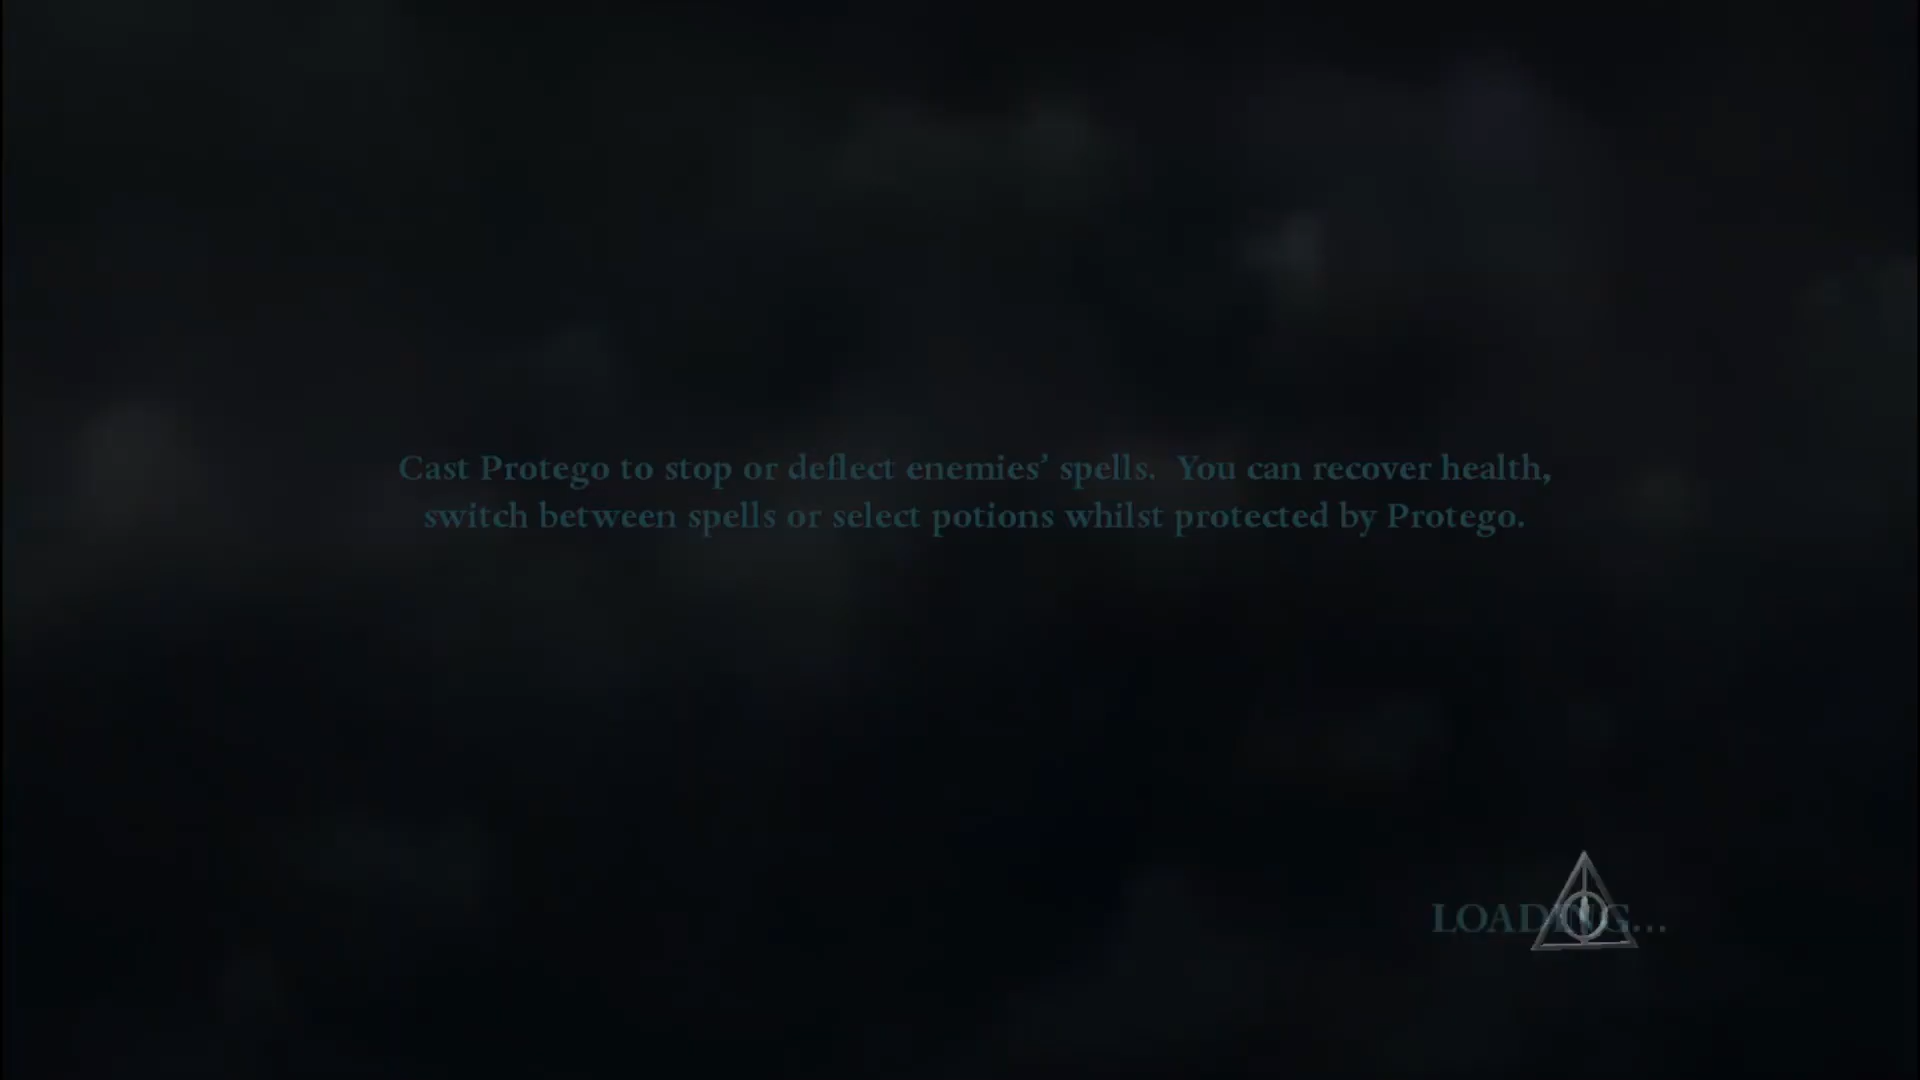 Cast Protego to stop or deflect enemies’ spells.  You can recover health,
switch between spells or select potions whilst protected by Protego.
LOADING...